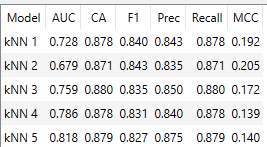 Model AUC CA F1 Prec Recall MCC
kNN 1 0.728 0.878 0.840 0.843 0.878 0.192
kNN 2 0.679 0.871 0.843 0.835 0.871 0.205
kNN 3 0.759 0.880 0.835 0.850 0.880 0.172
kNN 4 0.786 0.878 0.831 0.840 0.878 0.139
kNN 5 0.818 0.879 0.827 0.875 0.879 0.140